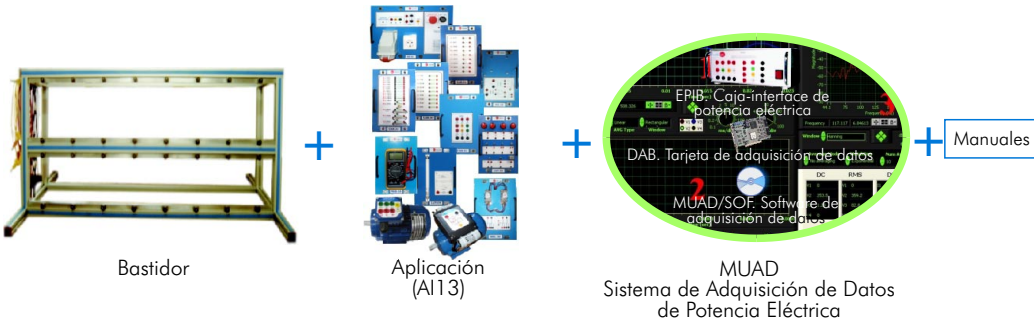 EPIB. Caja-interface de
potencia eléctrica
DAB. Tarjeta de adquisición de datos
MUAD/SOF. Software de
adquisición de datos
Manuales
Bastidor
Aplicación
(AI13)
MUAD
Sistema de Adquisición de Datos
de Potencia Eléctrica